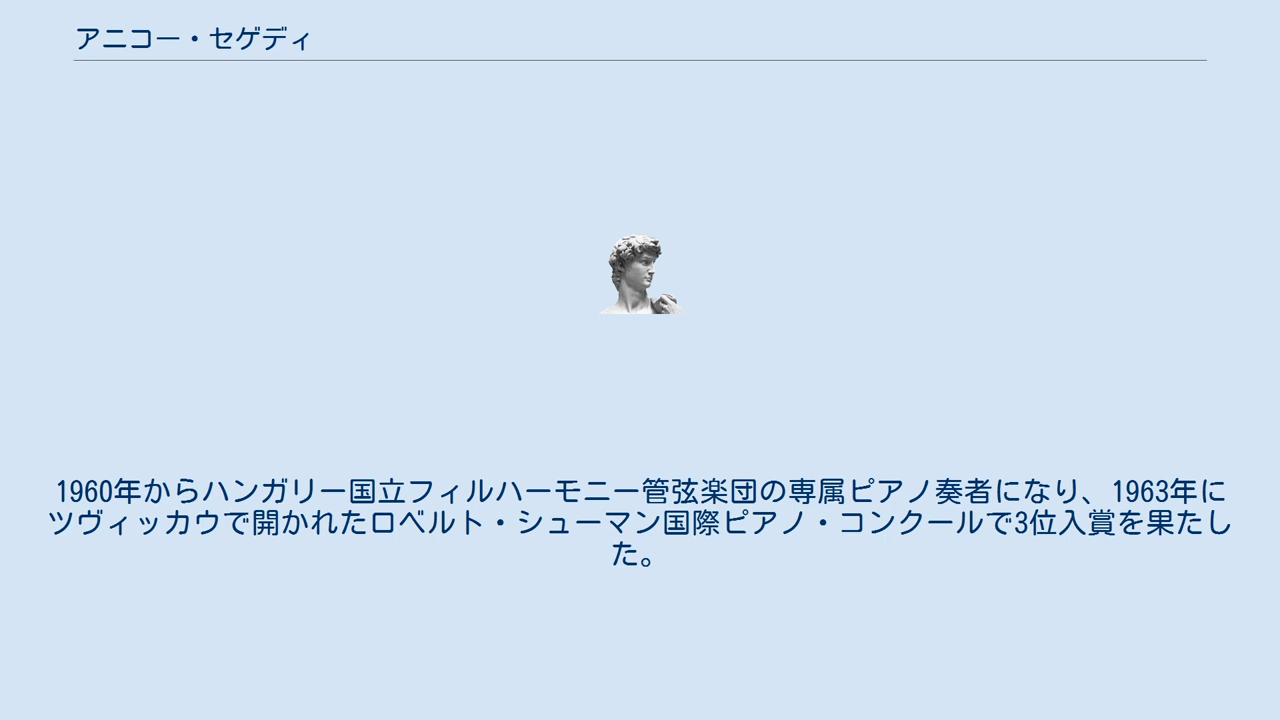 アニコー・セゲディ
1960年からハンガリー国立フィルハーモニー管弦楽団の専属ピアノ奏者になり、1963年に
ツヴィッカウで開かれたロベルト・シューマン国際ピアノ・コンクールで3位入賞を果たし
た。